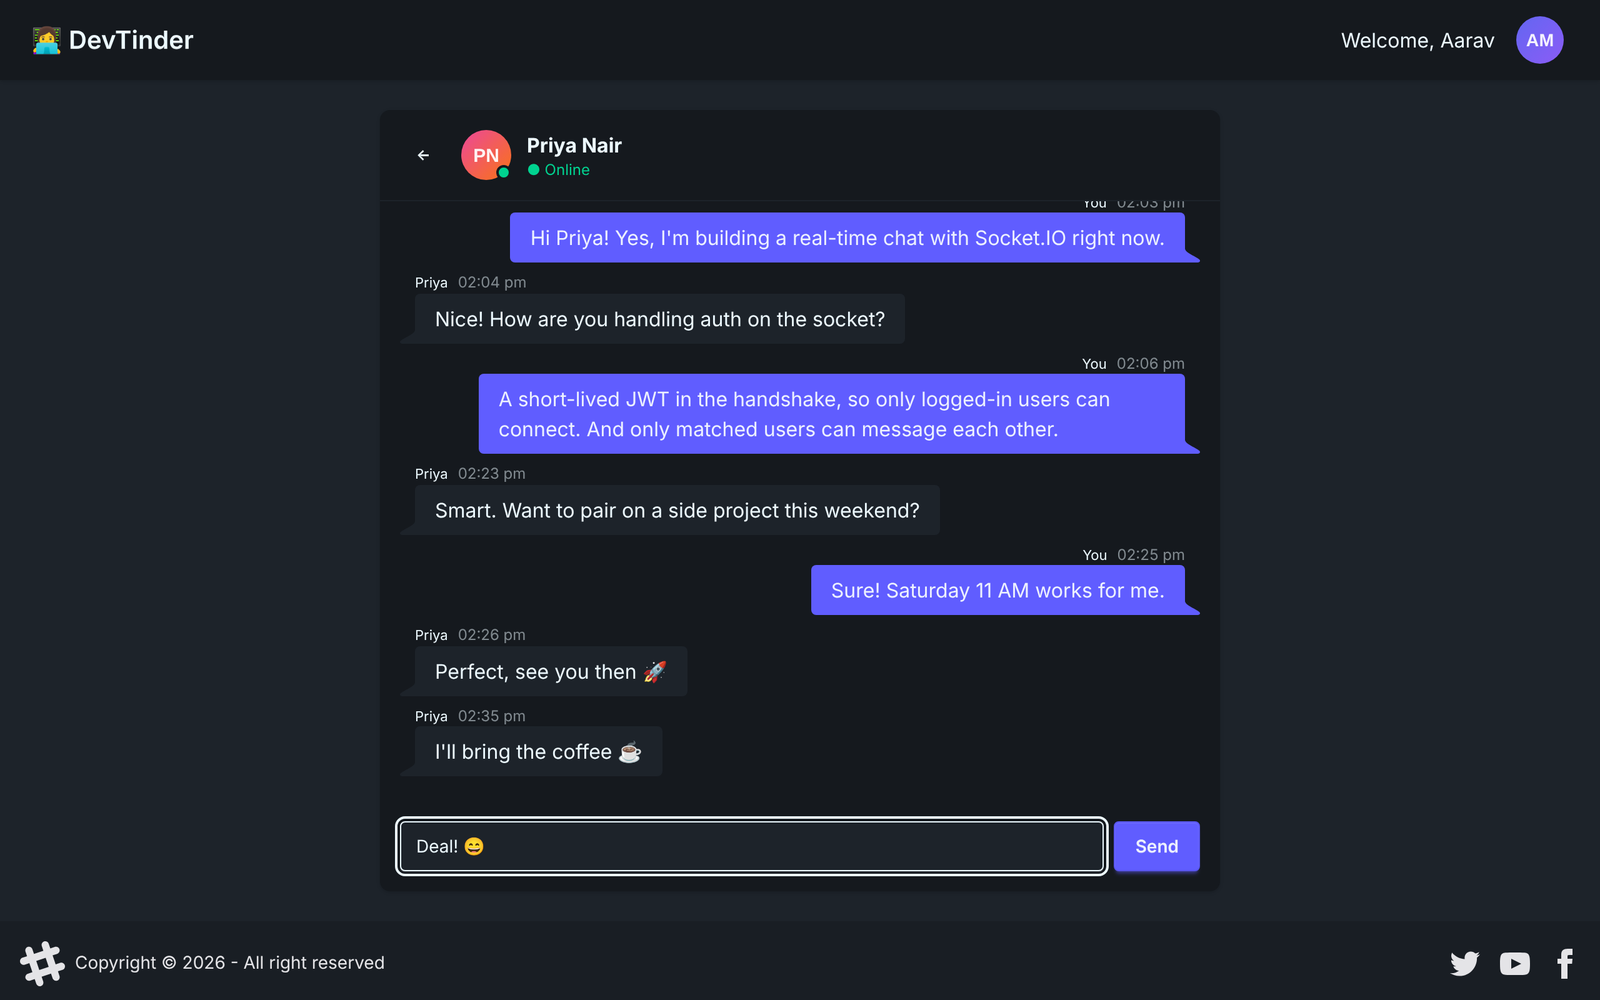 👩‍💻 DevTinder
Welcome, Aarav
AM
PN
Priya Nair
Online
You 02:03 pm
Hi Priya! Yes, I'm building a real-time chat with Socket.IO right now.
Priya 02:04 pm
Nice! How are you handling auth on the socket?
You 02:06 pm
A short-lived JWT in the handshake, so only logged-in users can
connect. And only matched users can message each other.
Priya 02:23 pm
Smart. Want to pair on a side project this weekend?
You 02:25 pm
Sure! Saturday 11 AM works for me.
Priya 02:26 pm
Perfect, see you then 🚀
Priya 02:35 pm
I'll bring the coffee ☕
Deal! 😄
Send
Copyright © 2026 - All right reserved